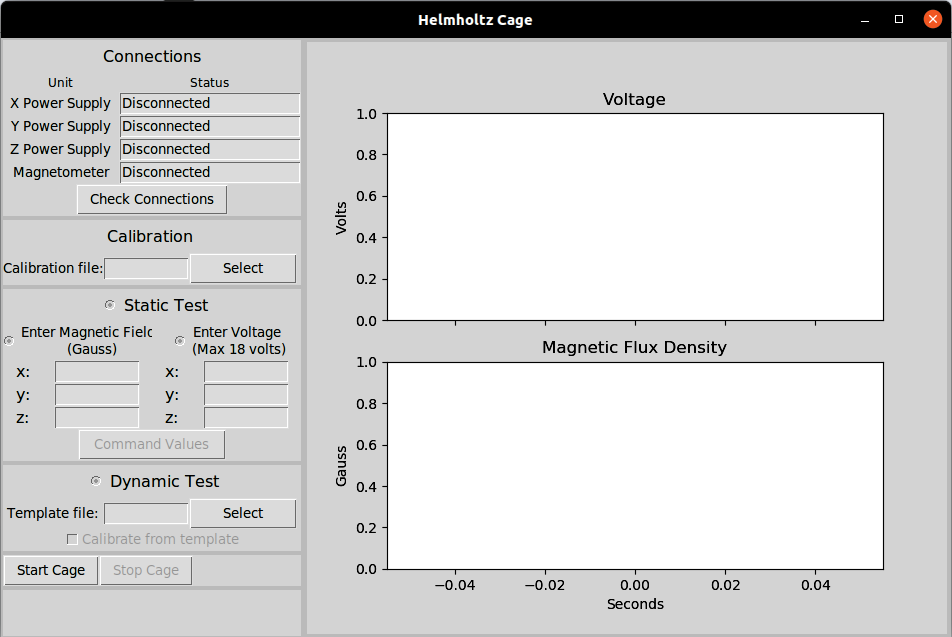 Helmholtz Cage
Connections
Unit Status
X Power Supply Disconnected
Y Power Supply Disconnected
Z Power Supply Disconnected
Magnetometer Disconnected
Check Connections
Calibration
Calibration file: Select
Static Test
Enter Magnetic Field Enter Voltage
(Gauss) (Max 18 volts)
x: x:
y: y:
z: z:
Command Values
Dynamic Test
Template file: Select
Calibrate from template
Start Cage Stop Cage
Voltage
1.0
0.8
0.6
0.4
0.2
0.0
Volts
Magnetic Flux Density
1.0
0.8
0.6
0.4
0.2
0.0
Gauss
−0.04 −0.02 0.00 0.02 0.04
Seconds